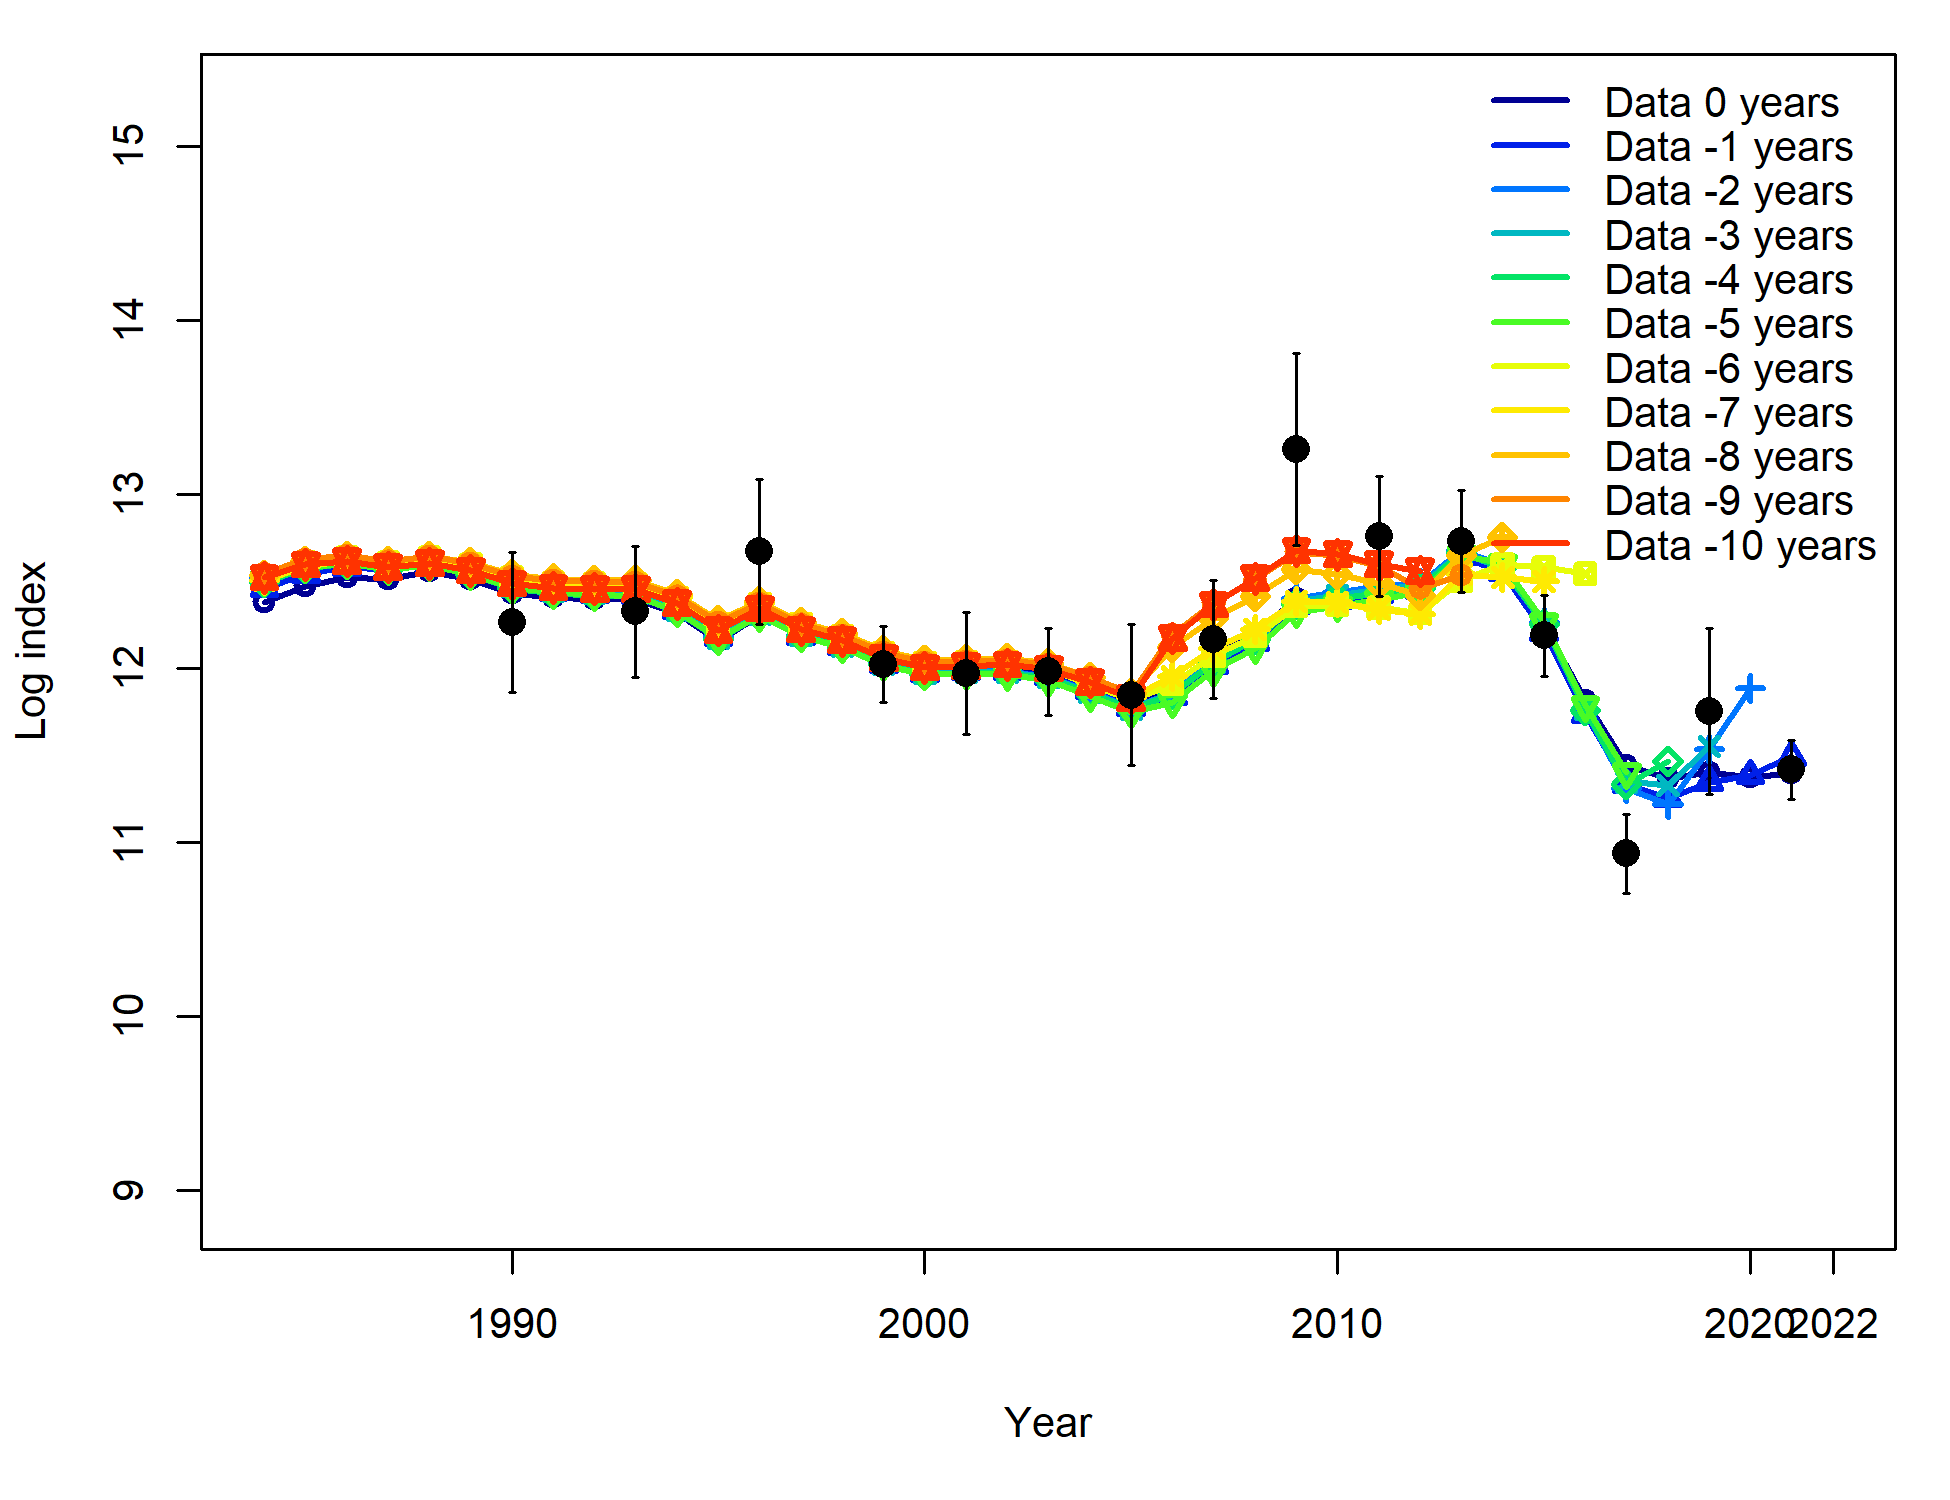 15
14
13
12
11
10
9
Log index
Data 0 years
Data -1 years
Data -2 years
Data -3 years
Data -4 years
Data -5 years
Data -6 years
Data -7 years
Data -8 years
Data -9 years
Data -10 years
1990
2000
2010
2020
2022
Year